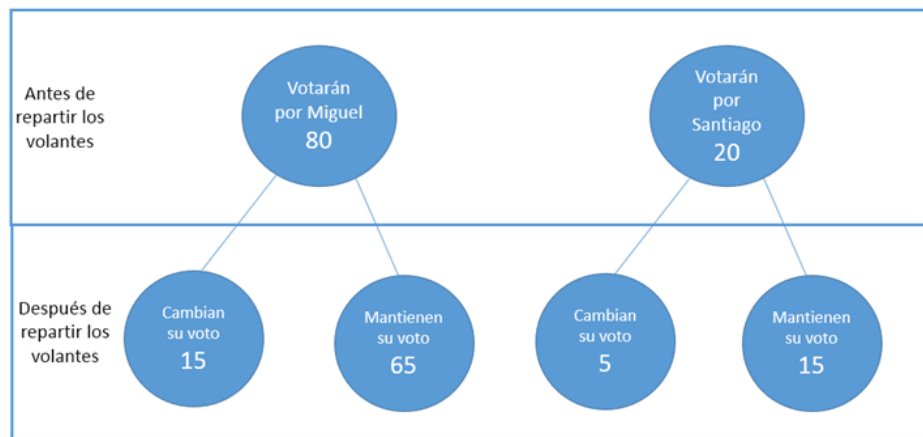 Antes de
repartir los
volantes
Votarán
por Miguel
80
Votarán
por
Santiago
20
Después de
repartir los
volantes
Cambian
su voto
15
Mantienen
su voto
65
Cambian
su voto
5
Mantienen
su voto
15